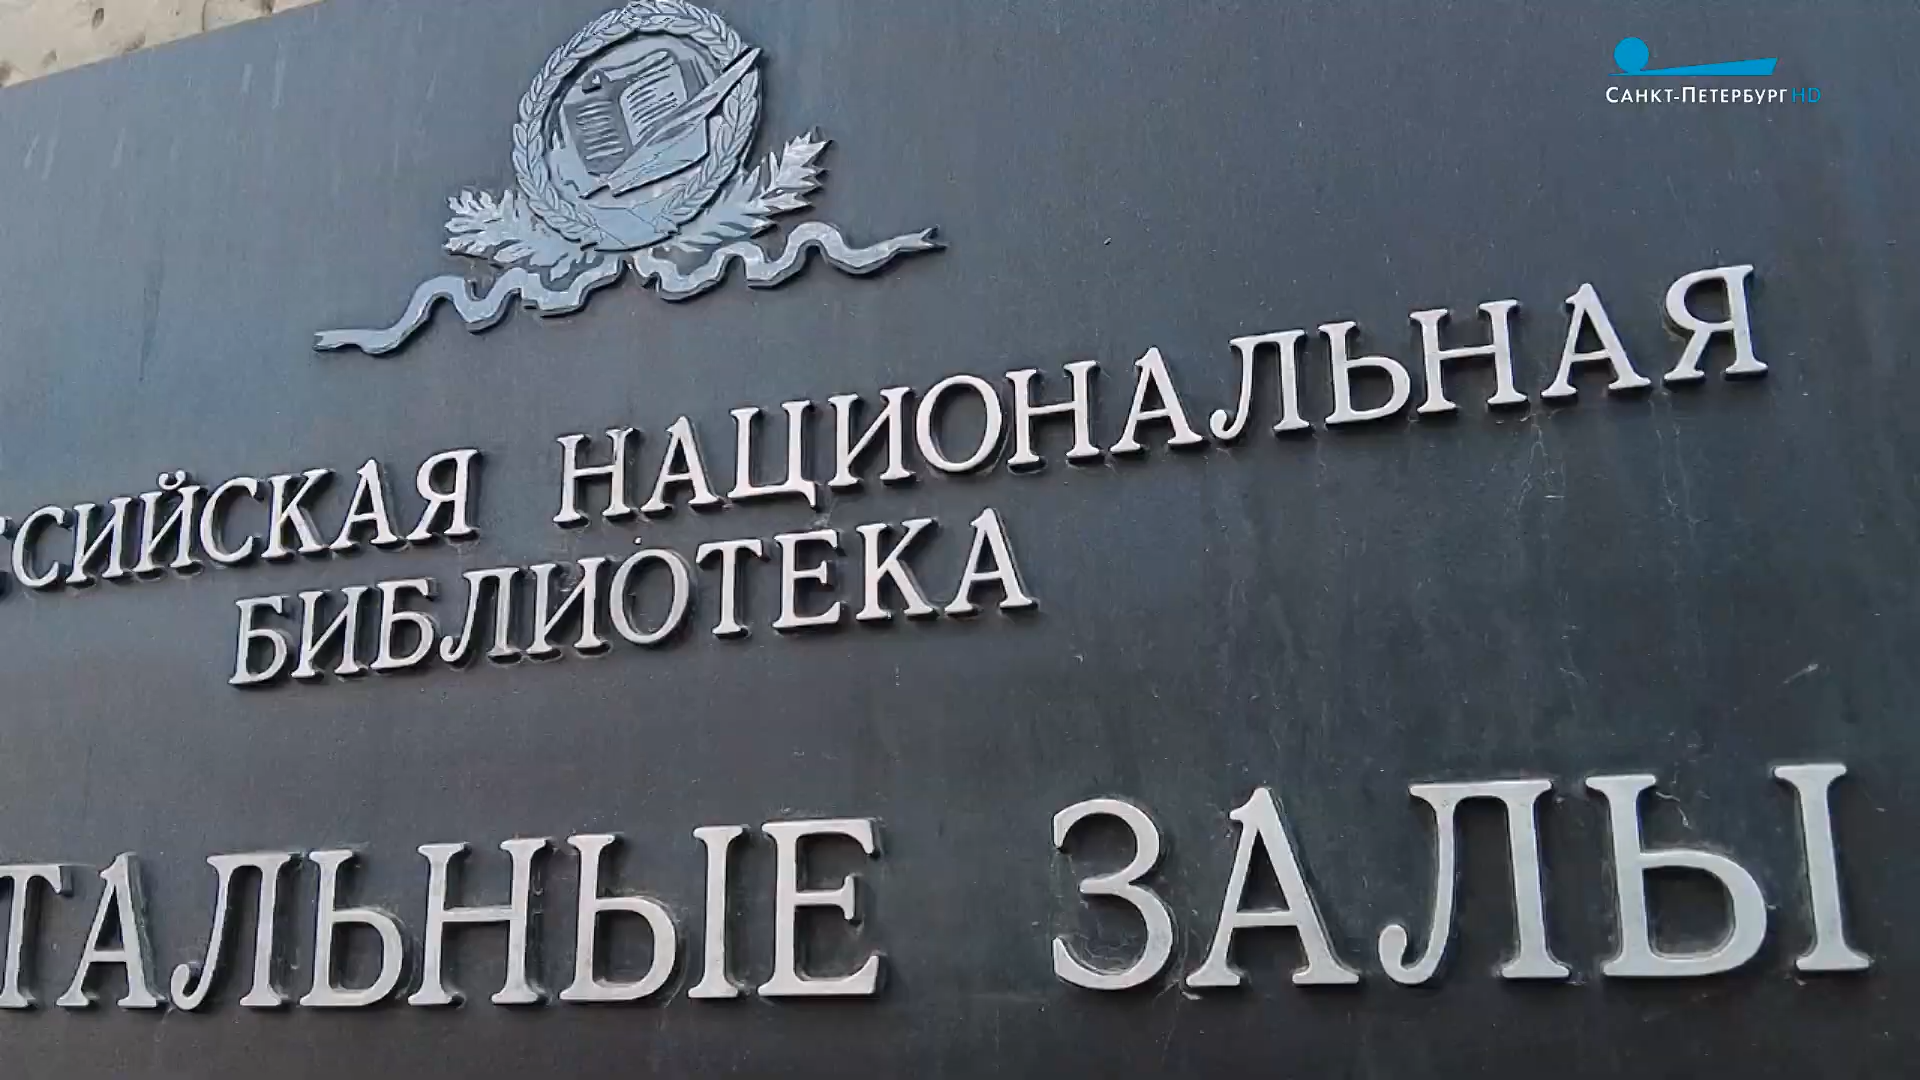 САНКТ-ПЕТЕРБУРГ HD
ССИЙСКАЯ НАЦИОНАЛЬНАЯ
БИБЛИОТЕКА
ТАЛЬНЫЕ ЗАЛЫ